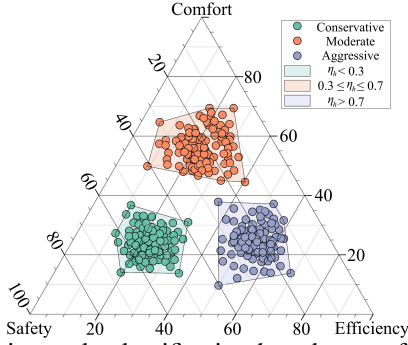 Comfort
Conservative
Moderate
Aggressive
ηₕ < 0.3
0.3 ≤ ηₕ ≤ 0.7
ηₕ > 0.7
80
40
60
60
40
80
20
100
Safety 20 40 60 80 Efficiency